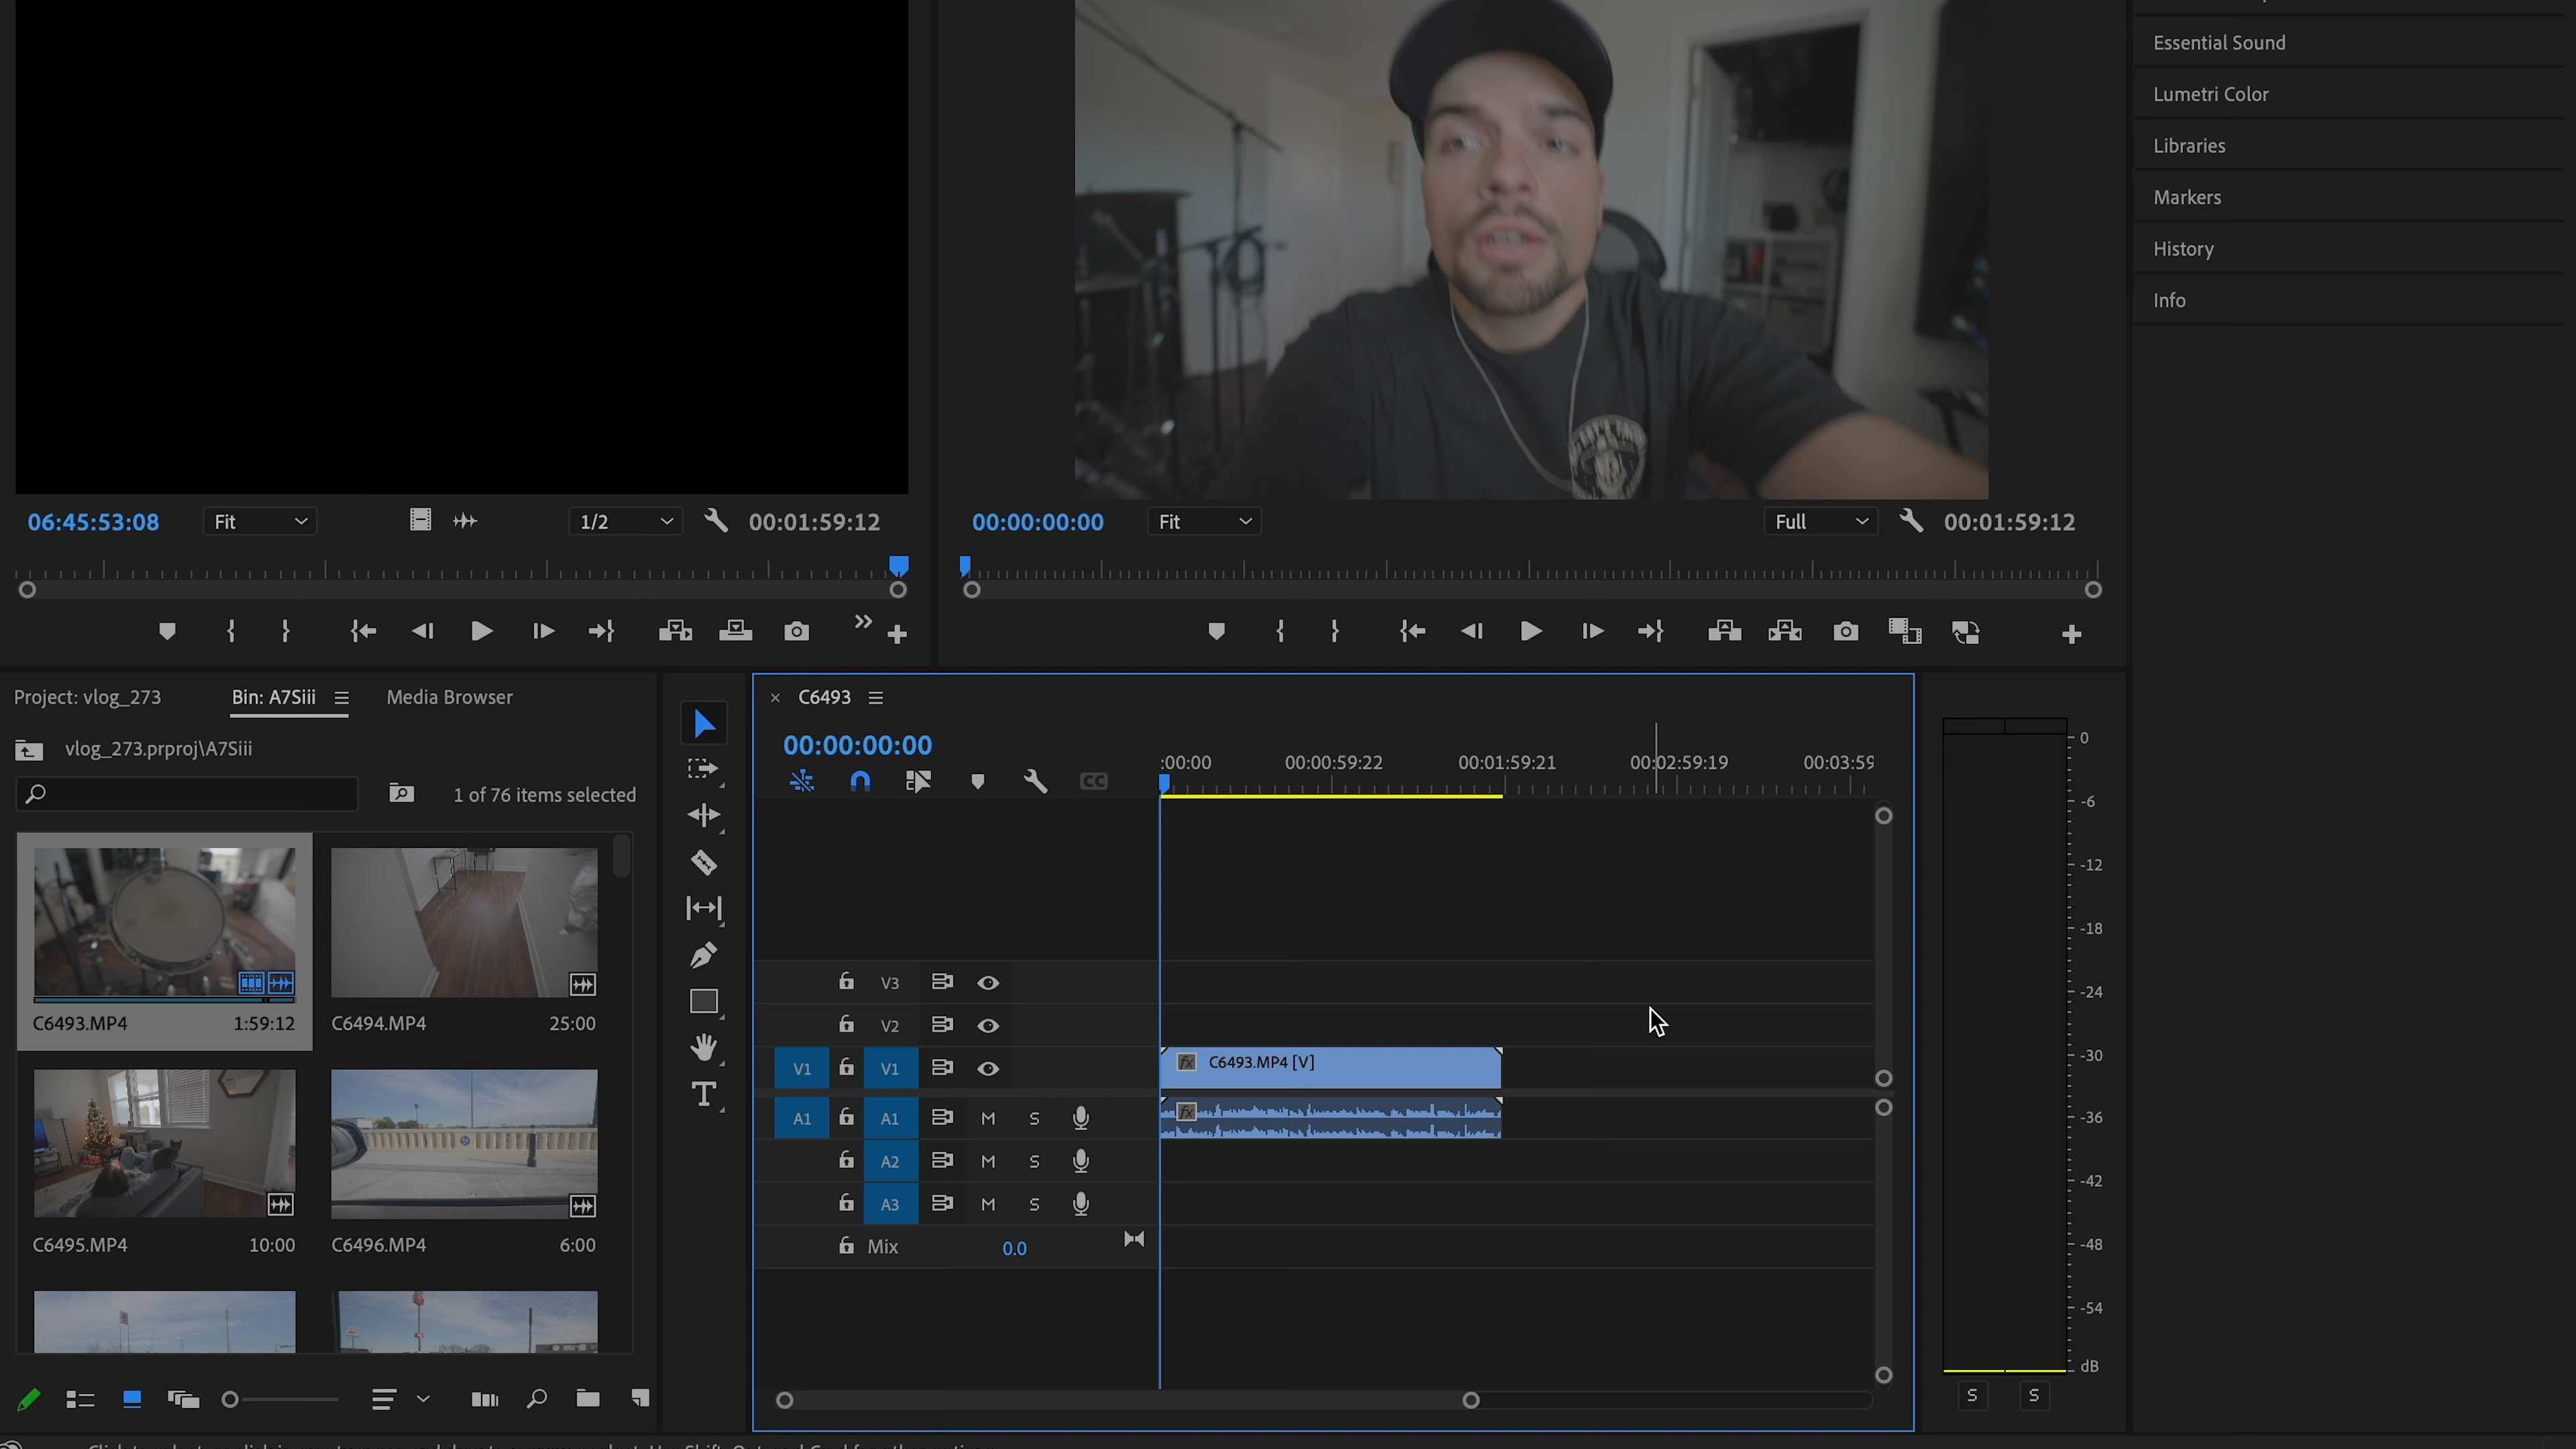 Essential Sound
Lumetri Color
Libraries
Markers
History
Info
06:45:53:08 Fit 1/2 00:01:59:12
00:00:00:00 Fit Full 00:01:59:12
Project: vlog_273 Bin: A7Siii Media Browser
vlog_273.prproj\A7Siii
1 of 76 items selected
C6493.MP4 1:59:12
C6494.MP4 25:00
C6495.MP4 10:00
C6496.MP4 6:00
C6493
00:00:00:00
:00:00 00:00:59:22 00:01:59:21 00:02:59:19 00:03:59
CC
V3
V2
V1 V1
fx C6493.MP4 [V]
A1 A1 M S
fx
A2 M S
A3 M S
Mix 0.0
0
-6
-12
-18
-24
-30
-36
-42
-48
-54
dB
S S